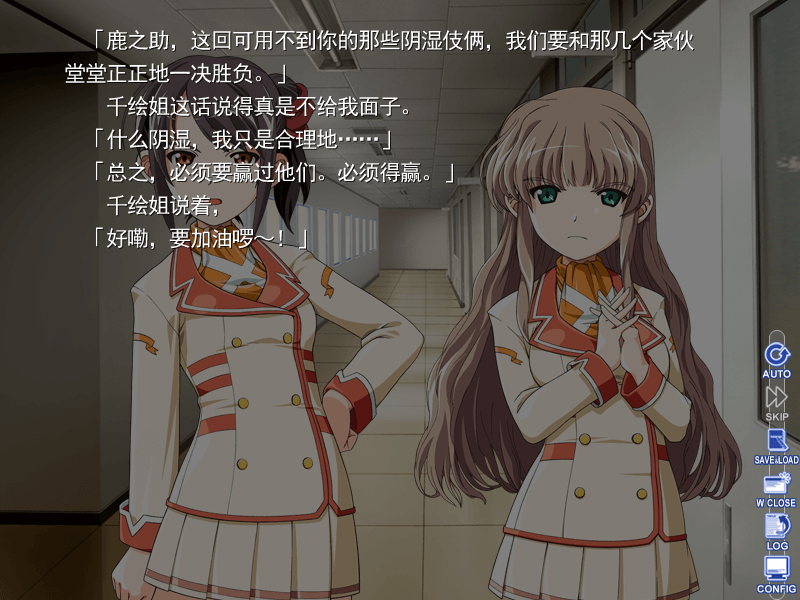 「鹿之助，这回可用不到你的那些阴湿伎俩，我们要和那几个家伙
堂堂正正地一决胜负。」
千绘姐这话说得真是不给我面子。
「什么阴湿，我只是合理地……」
「总之，必须要赢过他们。必须得赢。」
千绘姐说着，
「好嘞，要加油啰～！」
AUTO
SKIP
SAVE&LOAD
W CLOSE
LOG
CONFIG